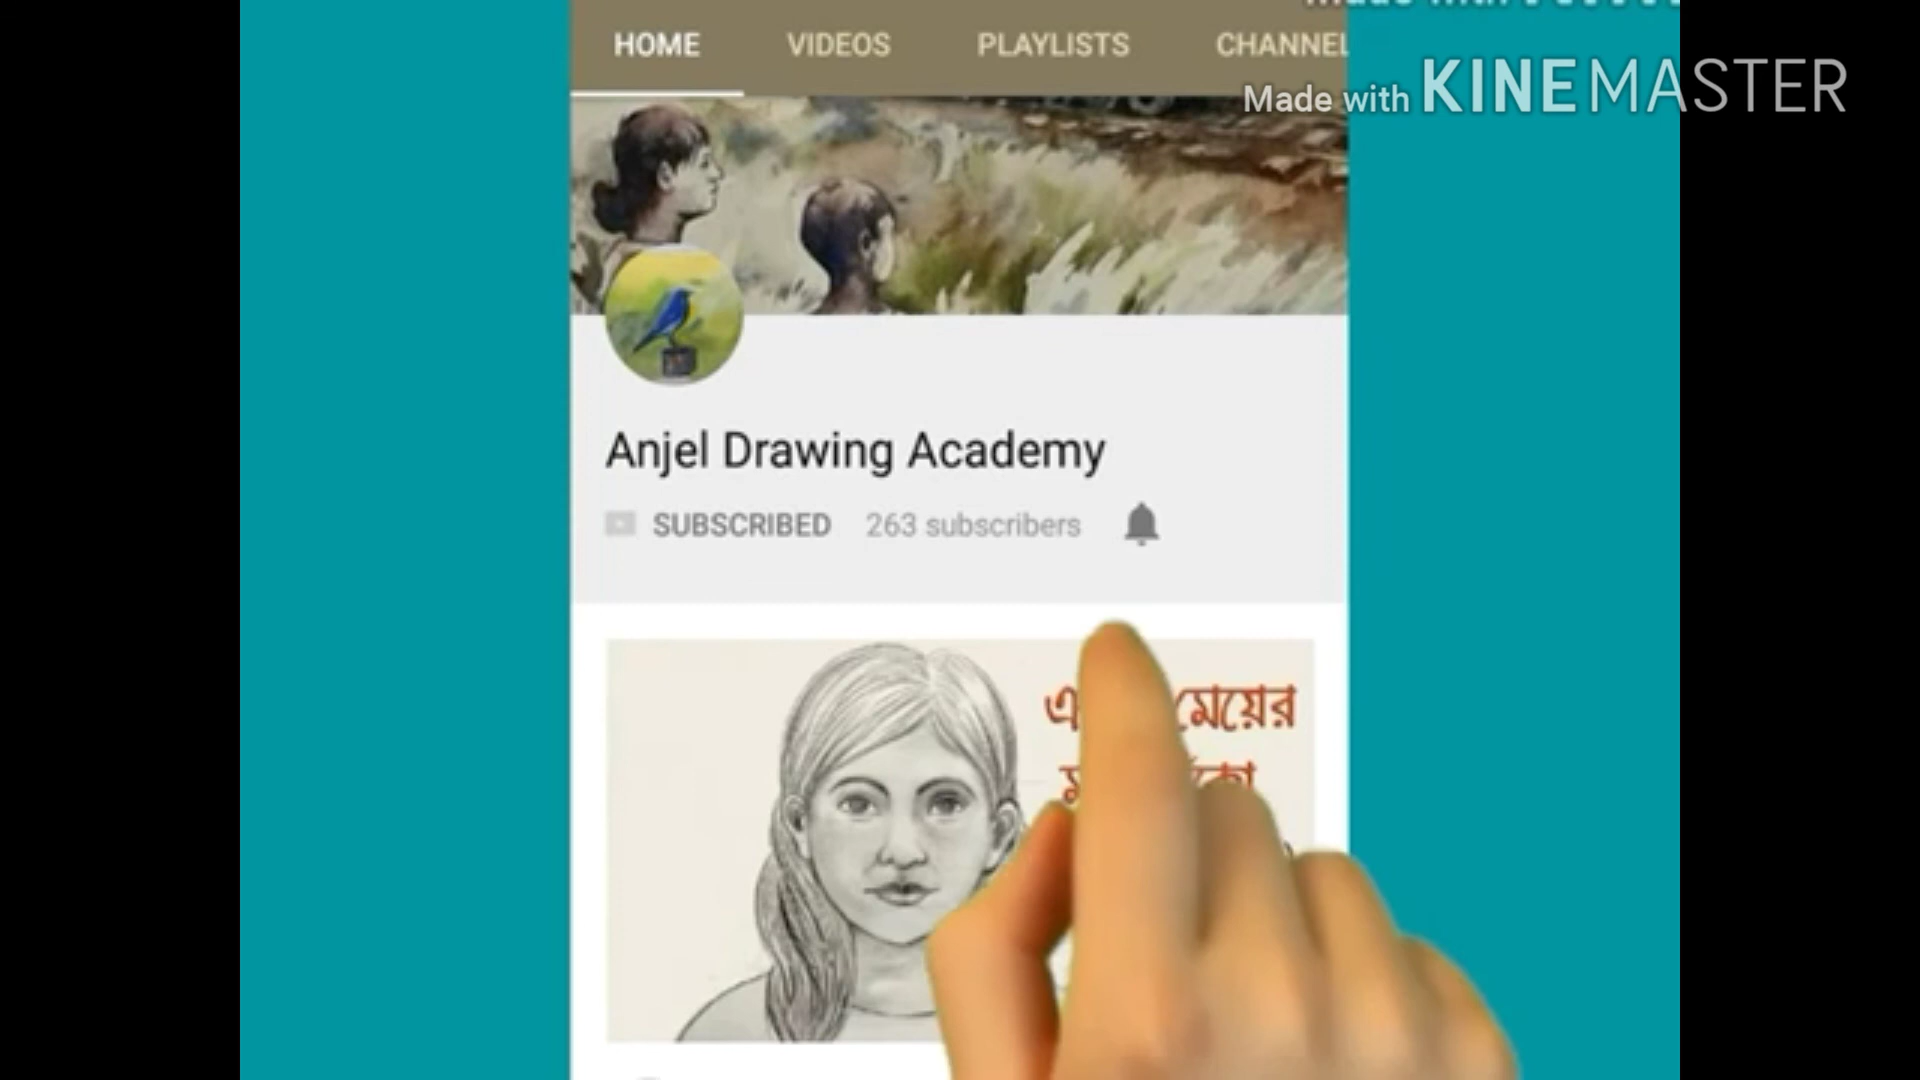 HOME VIDEOS PLAYLISTS CHANNEL
Made with KINEMASTER
Anjel Drawing Academy
SUBSCRIBED 263 subscribers
মেয়ের